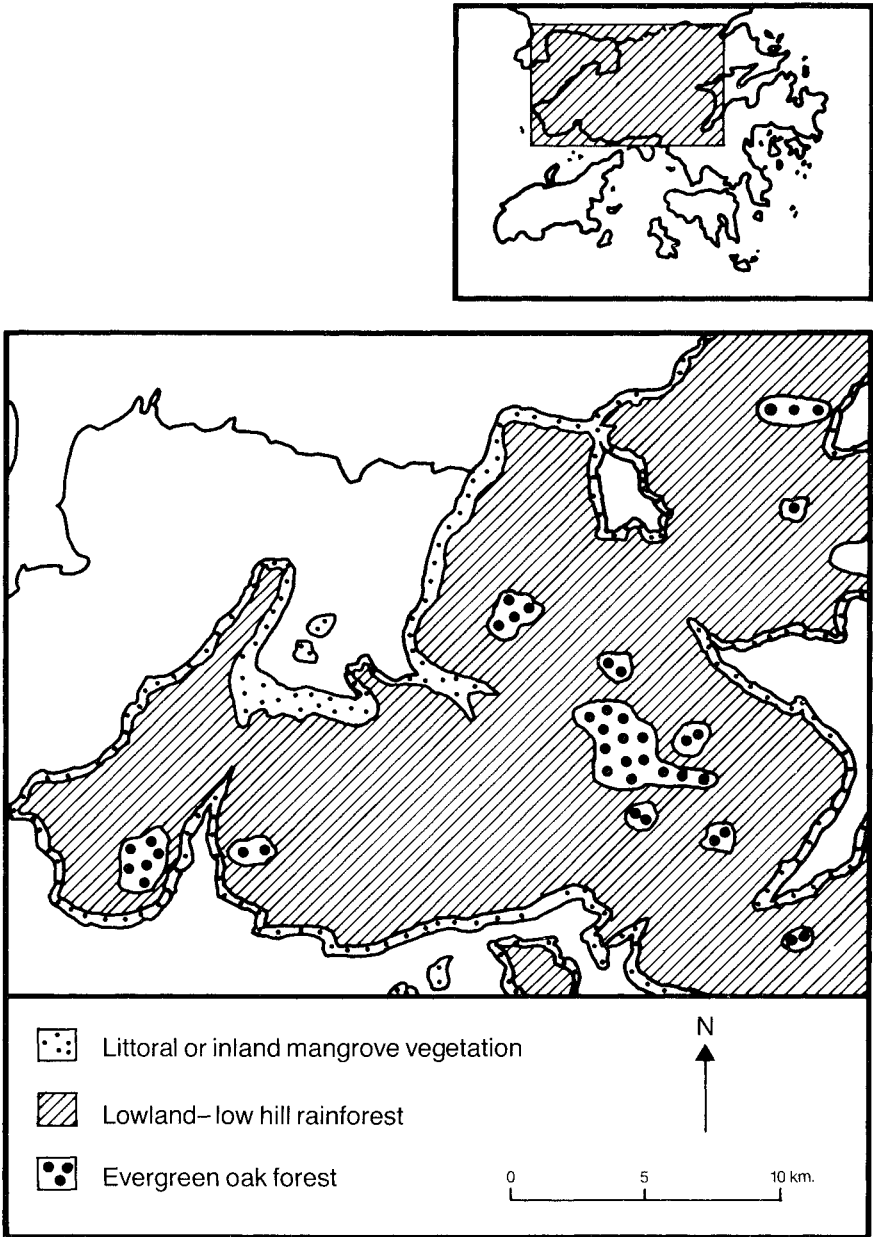 Littoral or inland mangrove vegetation
Lowland–low hill rainforest
Evergreen oak forest
N
0 5 10 km.